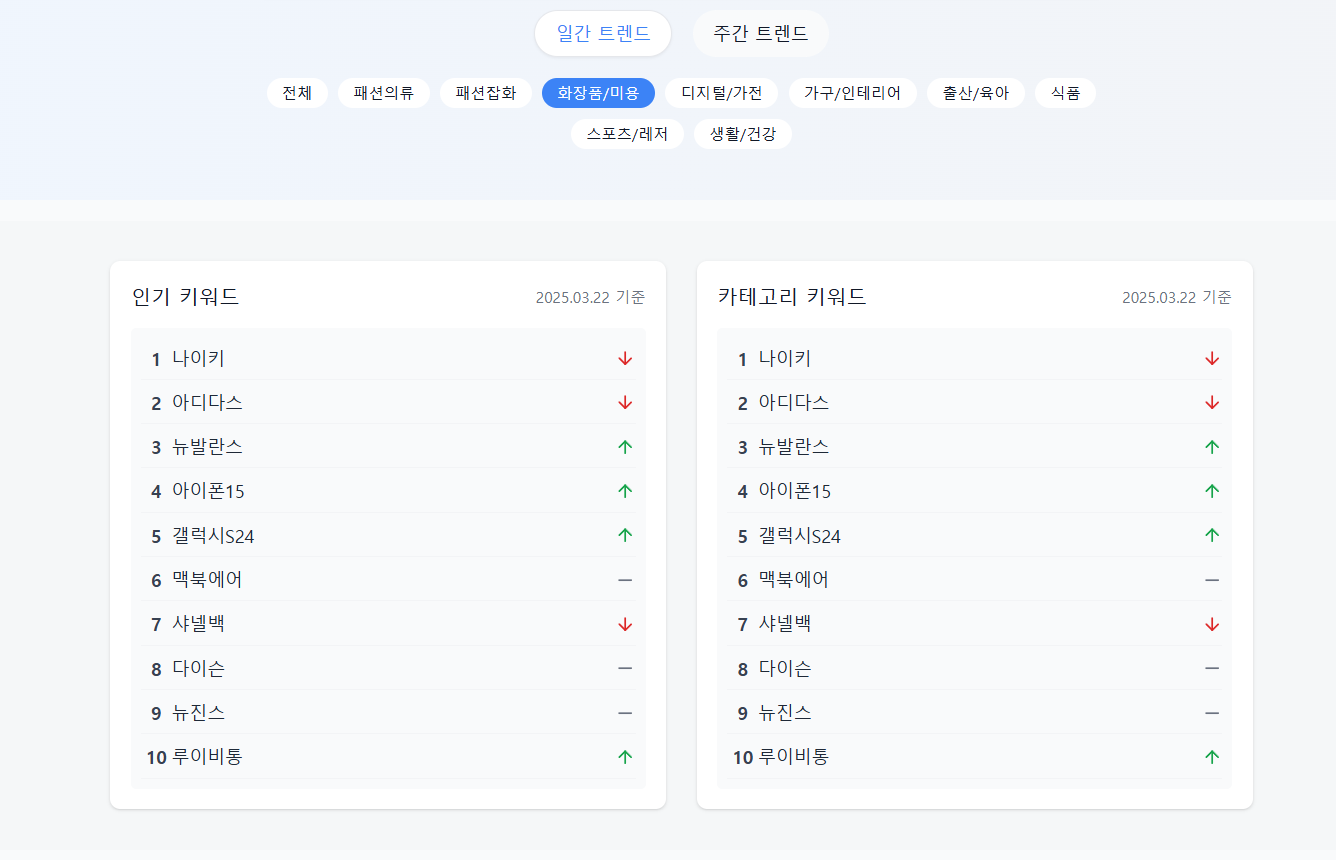 일간 트렌드 주간 트렌드
전체 패션의류 패션잡화 화장품/미용 디지털/가전 가구/인테리어 출산/육아 식품
스포츠/레저 생활/건강
인기 키워드 2025.03.22 기준
1 나이키
2 아디다스
3 뉴발란스
4 아이폰15
5 갤럭시S24
6 맥북에어
7 샤넬백
8 다이슨
9 뉴진스
10 루이비통
카테고리 키워드 2025.03.22 기준
1 나이키
2 아디다스
3 뉴발란스
4 아이폰15
5 갤럭시S24
6 맥북에어
7 샤넬백
8 다이슨
9 뉴진스
10 루이비통